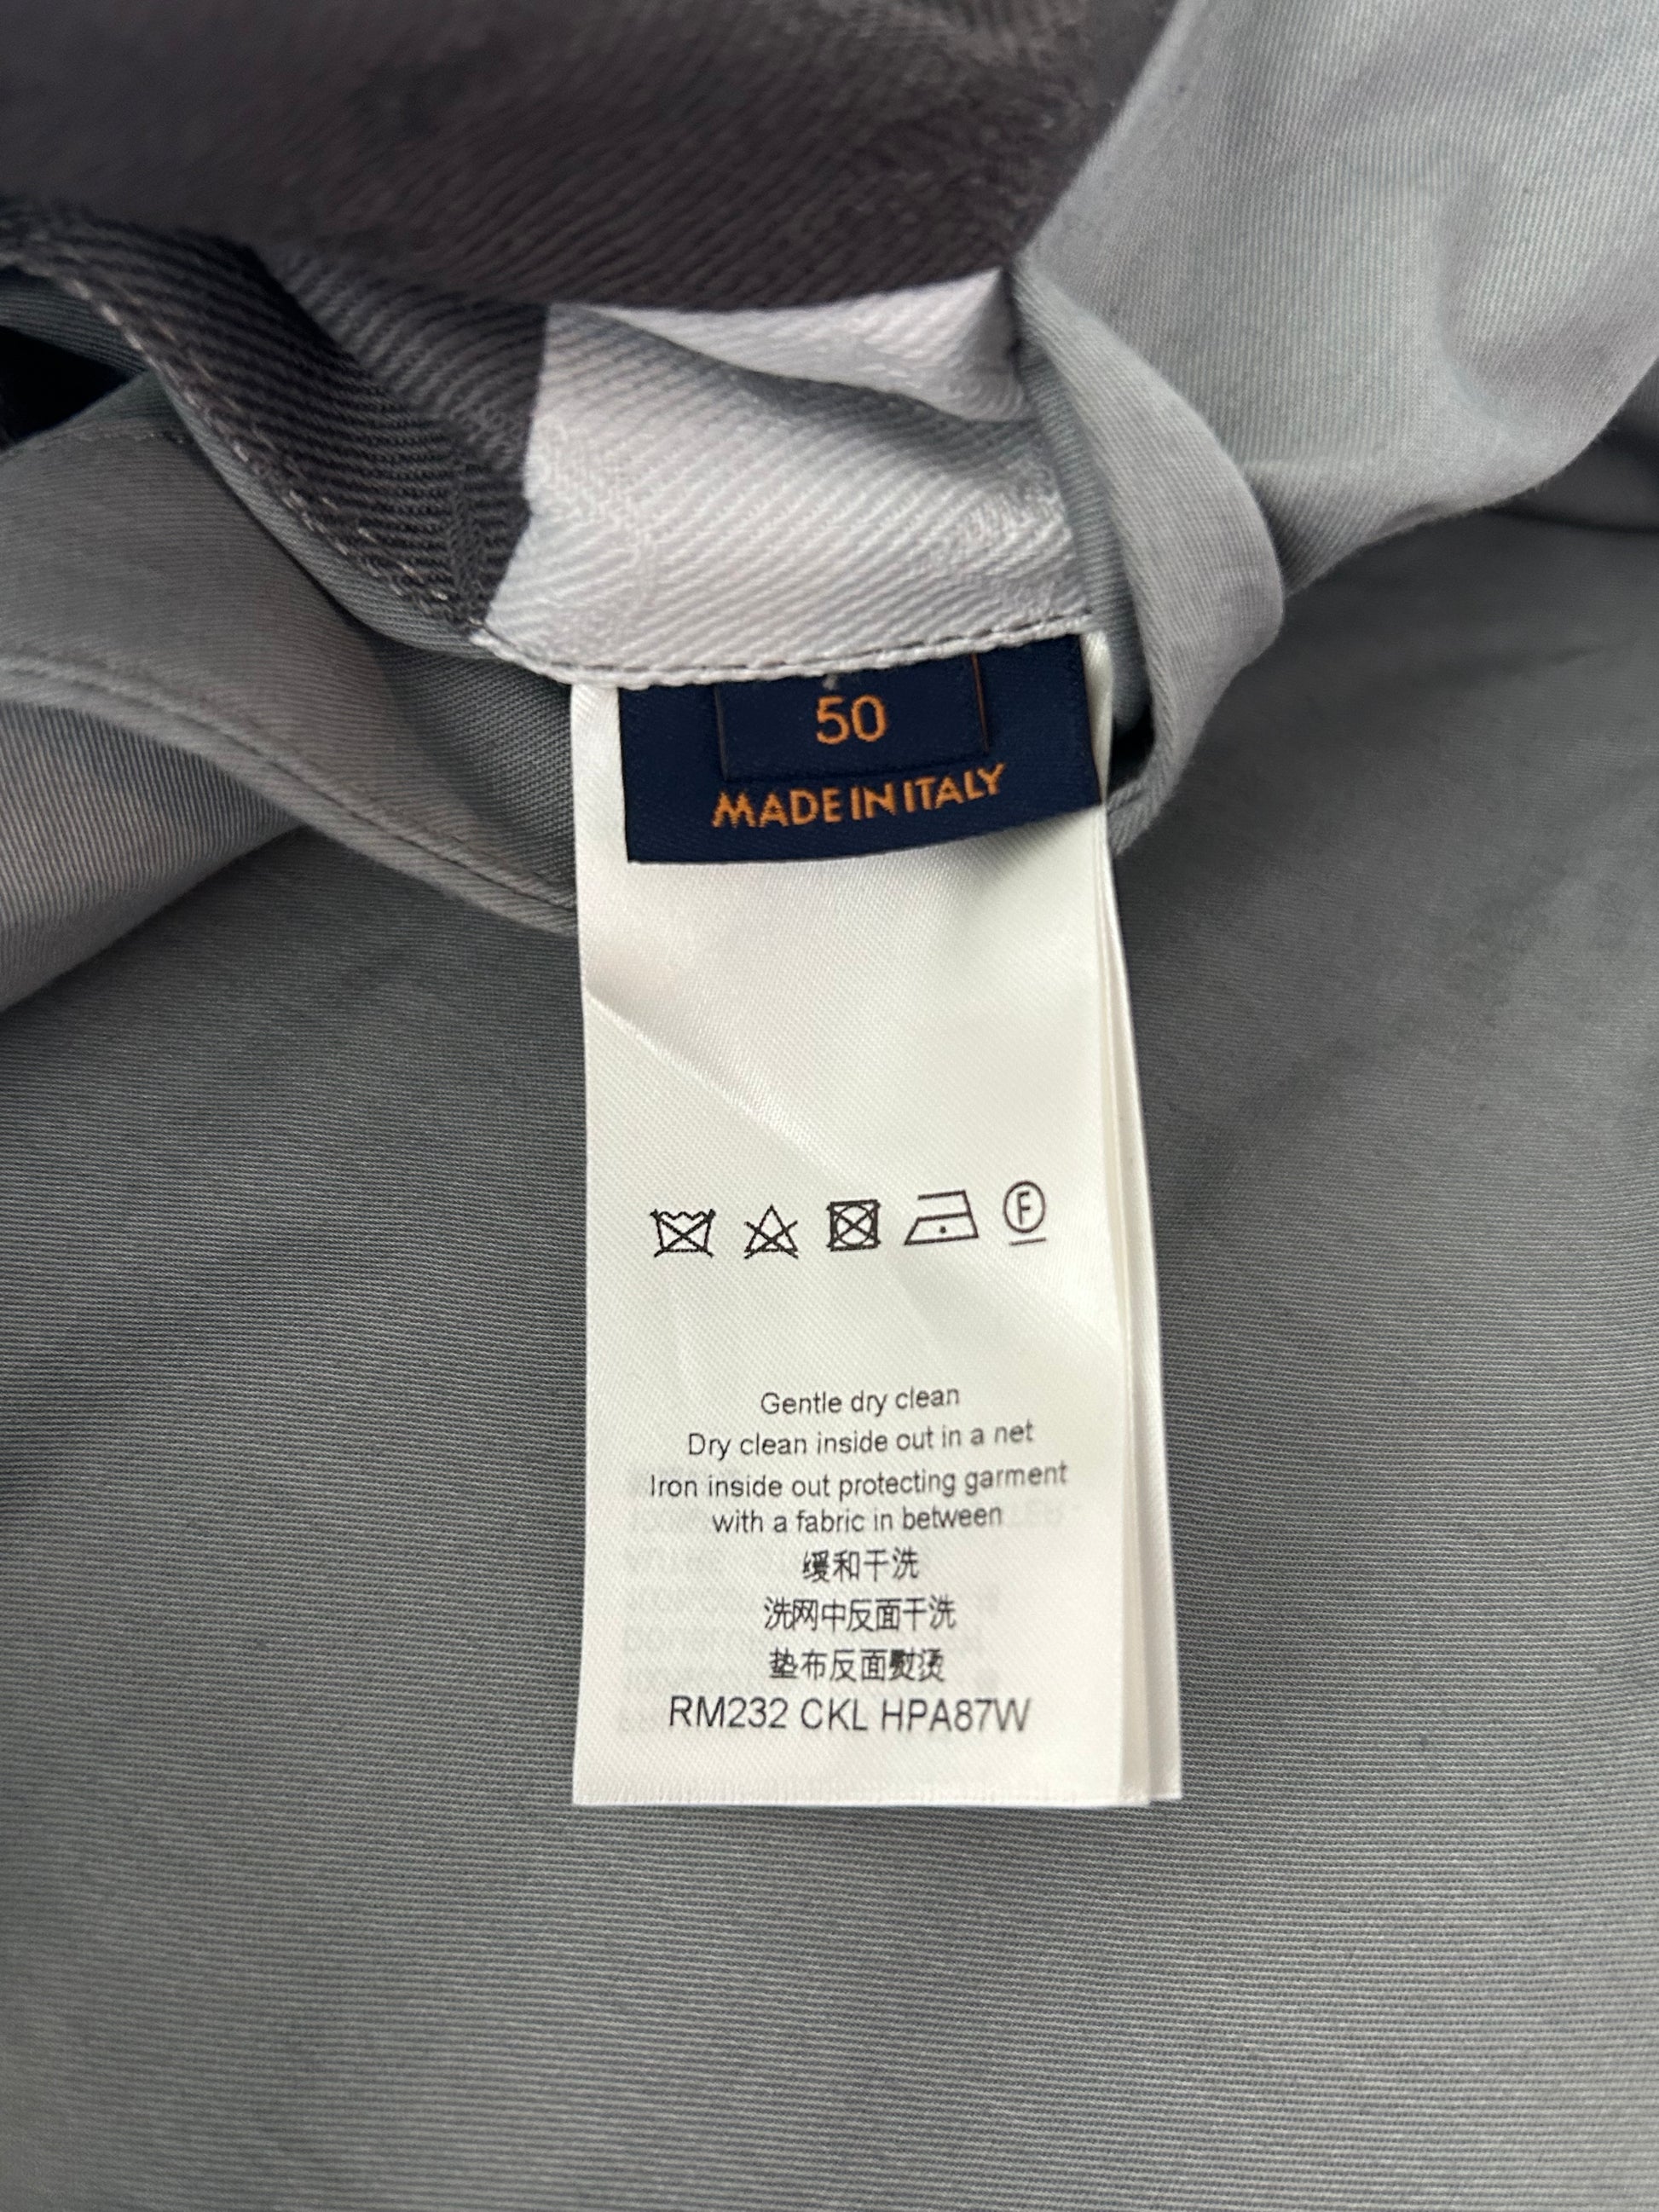 50
MADE IN ITALY
F
Gentle dry clean
Dry clean inside out in a net
Iron inside out protecting garment
with a fabric in between
缓和干洗
洗网中反面干洗
垫布反面熨烫
RM232 CKL HPA87W